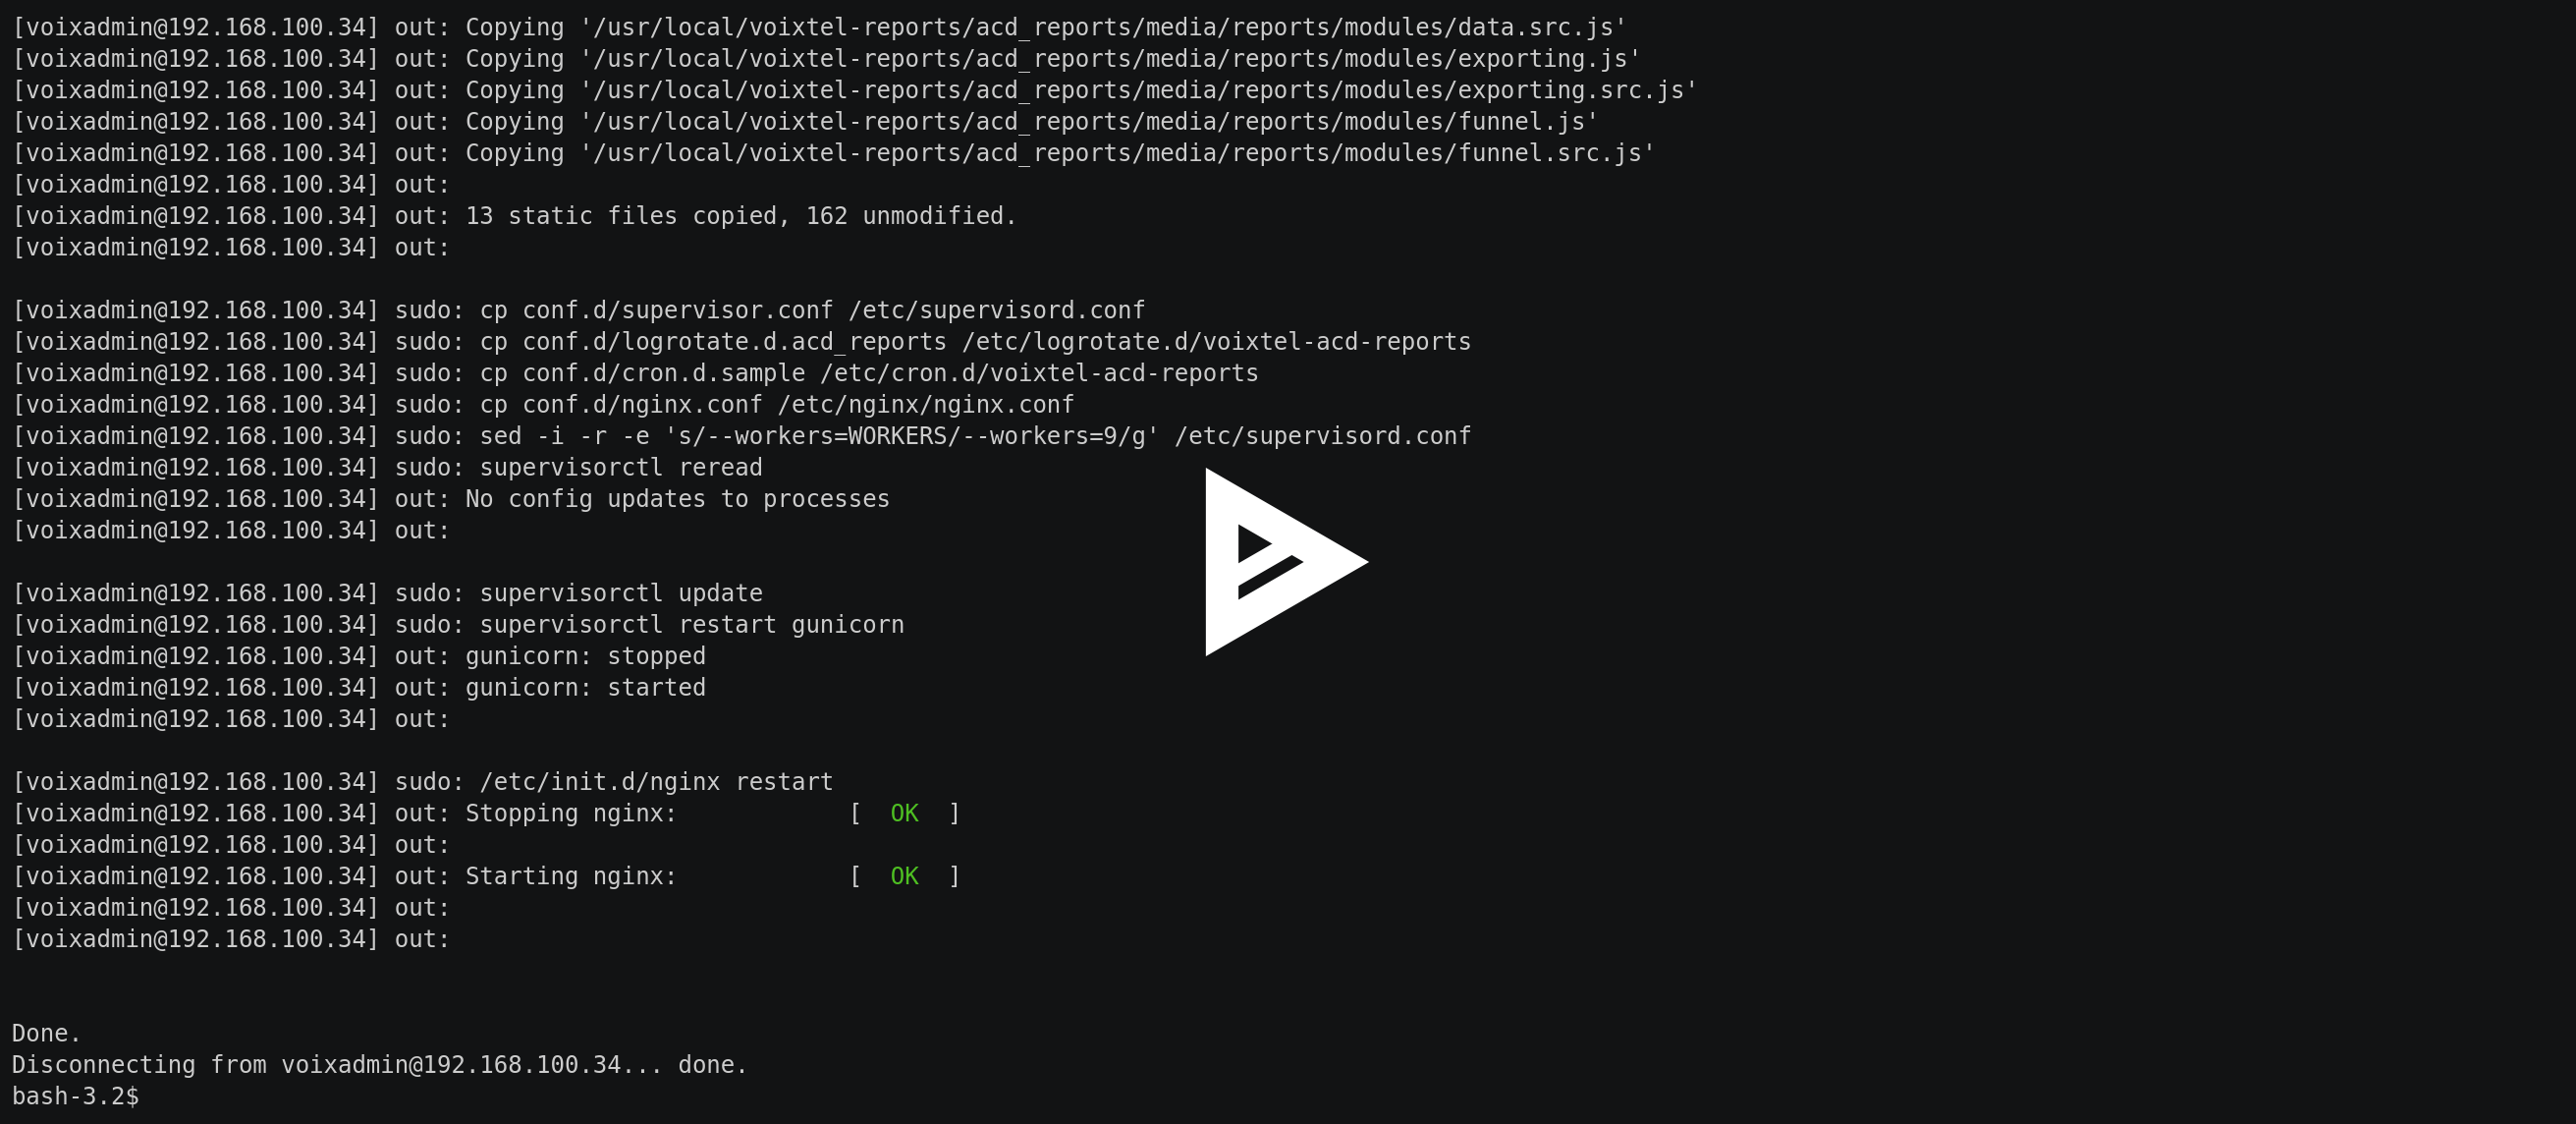 [voixadmin@192.168.100.34] out: Copying '/usr/local/voixtel-reports/acd_reports/media/reports/modules/data.src.js'
[voixadmin@192.168.100.34] out: Copying '/usr/local/voixtel-reports/acd_reports/media/reports/modules/exporting.js'
[voixadmin@192.168.100.34] out: Copying '/usr/local/voixtel-reports/acd_reports/media/reports/modules/exporting.src.js'
[voixadmin@192.168.100.34] out: Copying '/usr/local/voixtel-reports/acd_reports/media/reports/modules/funnel.js'
[voixadmin@192.168.100.34] out: Copying '/usr/local/voixtel-reports/acd_reports/media/reports/modules/funnel.src.js'
[voixadmin@192.168.100.34] out:
[voixadmin@192.168.100.34] out: 13 static files copied, 162 unmodified.
[voixadmin@192.168.100.34] out:
[voixadmin@192.168.100.34] sudo: cp conf.d/supervisor.conf /etc/supervisord.conf
[voixadmin@192.168.100.34] sudo: cp conf.d/logrotate.d.acd_reports /etc/logrotate.d/voixtel-acd-reports
[voixadmin@192.168.100.34] sudo: cp conf.d/cron.d.sample /etc/cron.d/voixtel-acd-reports
[voixadmin@192.168.100.34] sudo: cp conf.d/nginx.conf /etc/nginx/nginx.conf
[voixadmin@192.168.100.34] sudo: sed -i -r -e 's/--workers=WORKERS/--workers=9/g' /etc/supervisord.conf
[voixadmin@192.168.100.34] sudo: supervisorctl reread
[voixadmin@192.168.100.34] out: No config updates to processes
[voixadmin@192.168.100.34] out:
[voixadmin@192.168.100.34] sudo: supervisorctl update
[voixadmin@192.168.100.34] sudo: supervisorctl restart gunicorn
[voixadmin@192.168.100.34] out: gunicorn: stopped
[voixadmin@192.168.100.34] out: gunicorn: started
[voixadmin@192.168.100.34] out:
[voixadmin@192.168.100.34] sudo: /etc/init.d/nginx restart
[voixadmin@192.168.100.34] out: Stopping nginx:            [  OK  ]
[voixadmin@192.168.100.34] out:
[voixadmin@192.168.100.34] out: Starting nginx:            [  OK  ]
[voixadmin@192.168.100.34] out:
[voixadmin@192.168.100.34] out:
Done.
Disconnecting from voixadmin@192.168.100.34... done.
bash-3.2$